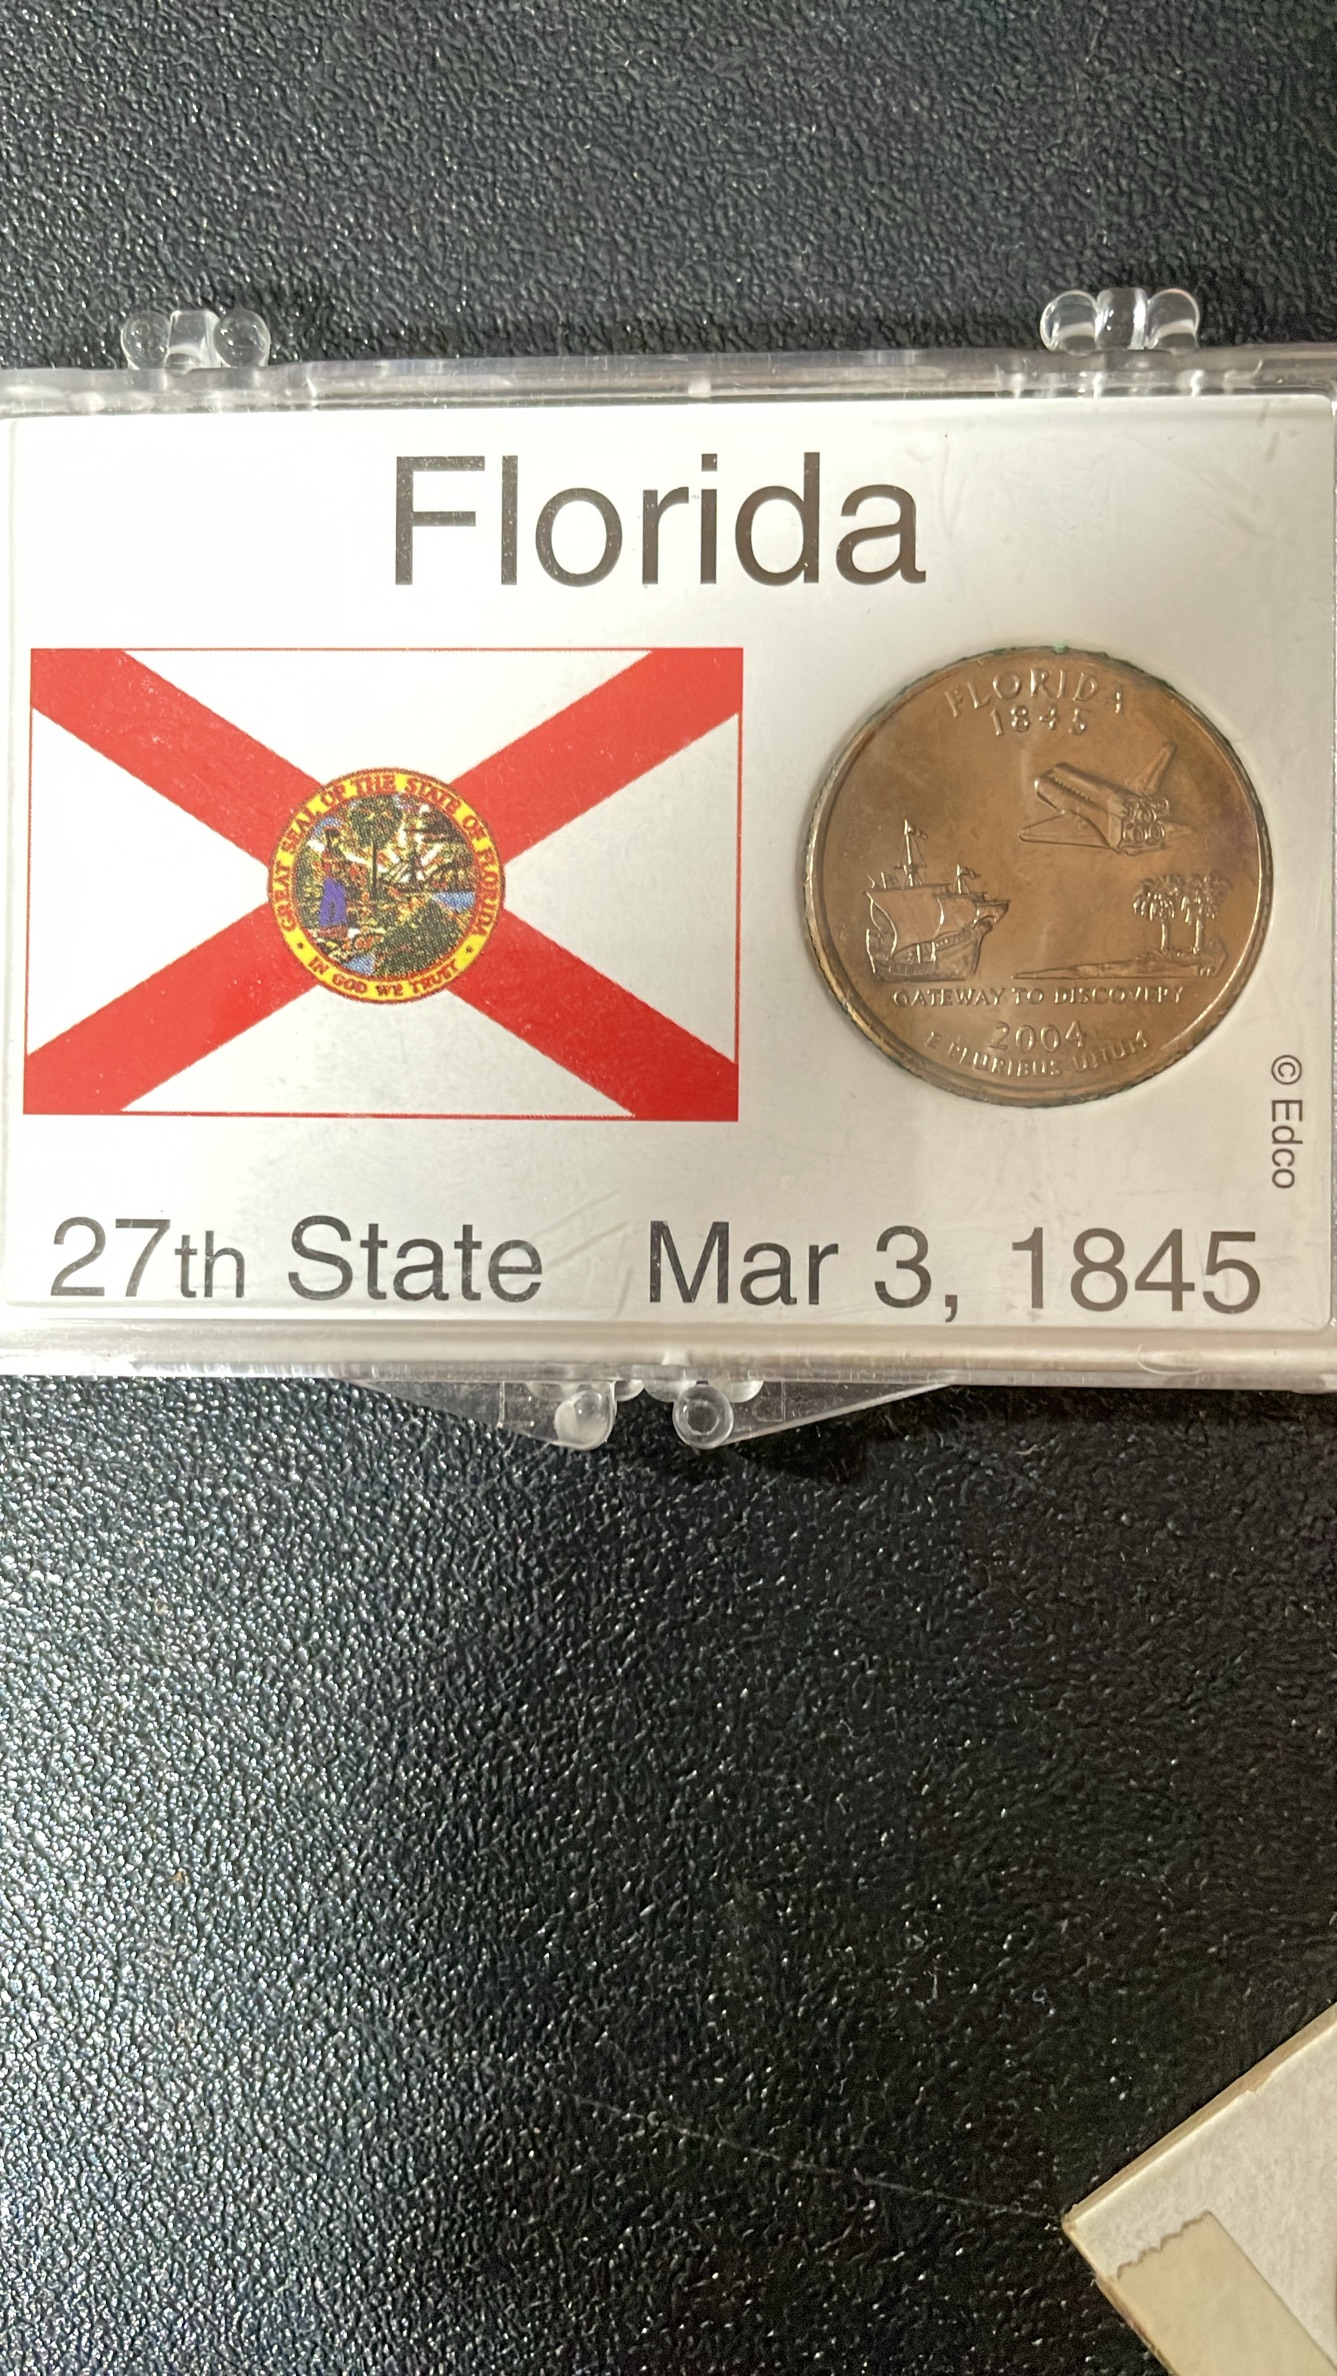 Florida
GREAT SEAL OF THE STATE OF FLORIDA
IN GOD WE TRUST
FLORIDA
1845
GATEWAY TO DISCOVERY
2004
E PLURIBUS UNUM
© Edco
27th State Mar 3, 1845